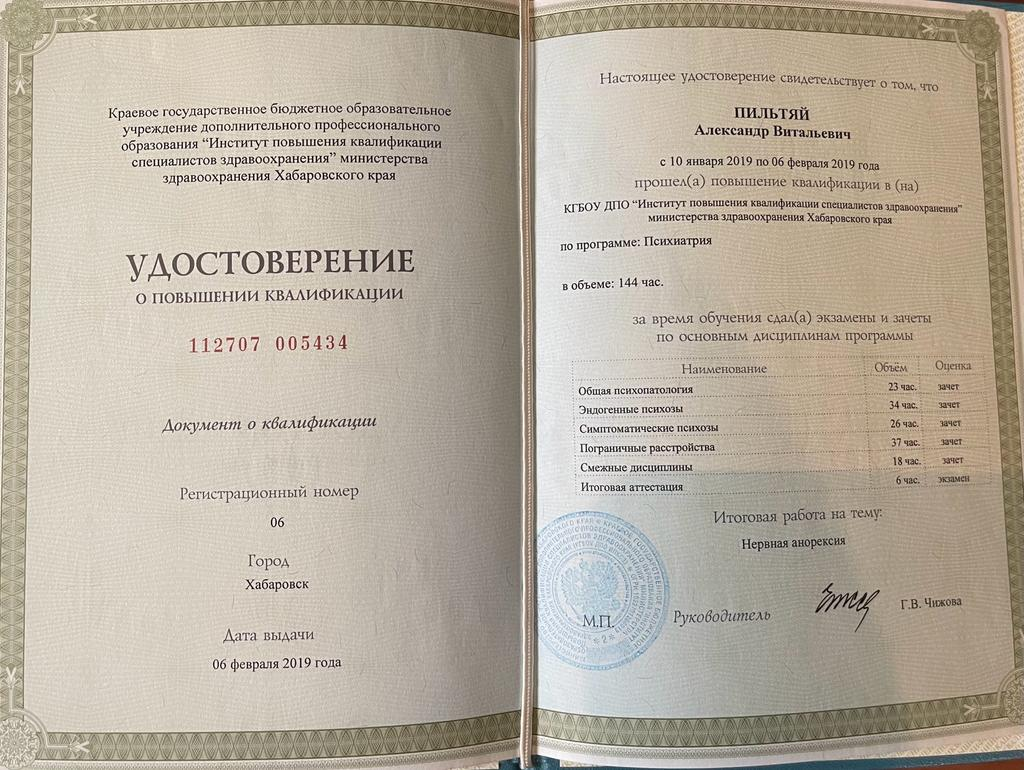 Краевое государственное бюджетное образовательное
учреждение дополнительного профессионального
образования “Институт повышения квалификации
специалистов здравоохранения” министерства
здравоохранения Хабаровского края
УДОСТОВЕРЕНИЕ
О ПОВЫШЕНИИ КВАЛИФИКАЦИИ
112707 005434
Документ о квалификации
Регистрационный номер
06
Город
Хабаровск
Дата выдачи
06 февраля 2019 года
Настоящее удостоверение свидетельствует о том, что
ПИЛЬТЯЙ
Александр Витальевич
с 10 января 2019 по 06 февраля 2019 года
прошел(а) повышение квалификации в (на)
КГБОУ ДПО “Институт повышения квалификации специалистов здравоохранения”
министерства здравоохранения Хабаровского края
по программе: Психиатрия
в объеме: 144 час.
за время обучения сдал(а) экзамены и зачеты
по основным дисциплинам программы
Наименование Объём Оценка
Общая психопатология 23 час. зачет
Эндогенные психозы 34 час. зачет
Симптоматические психозы 26 час. зачет
Пограничные расстройства 37 час. зачет
Смежные дисциплины 18 час. зачет
Итоговая аттестация 6 час. экзамен
Итоговая работа на тему:
Нервная анорексия
М.П. Руководитель Г.В. Чижова